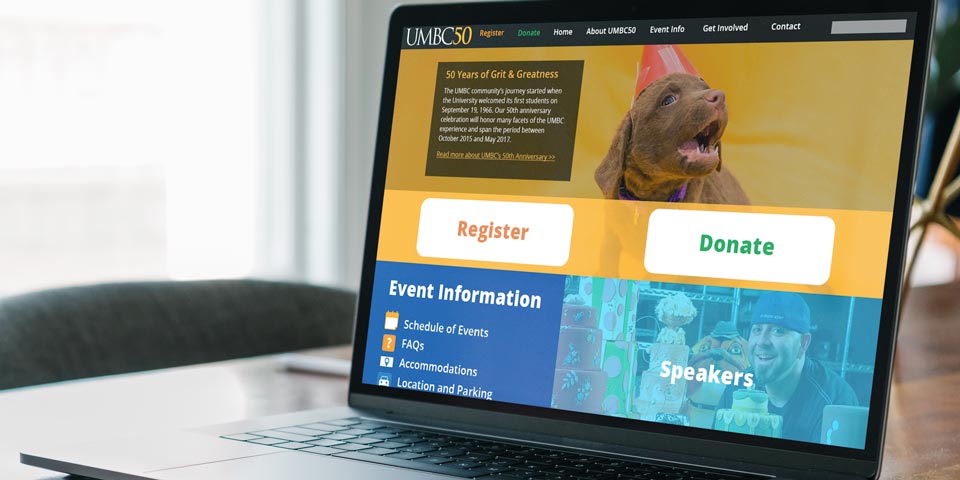 UMBC50 Register Donate Home About UMBC50 Event Info Get Involved Contact
50 Years of Grit & Greatness
The UMBC community's journey started when
the University welcomed its first students on
September 19, 1966. Our 50th anniversary
celebration will honor many facets of the UMBC
experience and span the period between
October 2015 and May 2017.
Read more about UMBC's 50th Anniversary >>
Register
Donate
Event Information
Schedule of Events
? FAQs
Accommodations
Location and Parking
Speakers